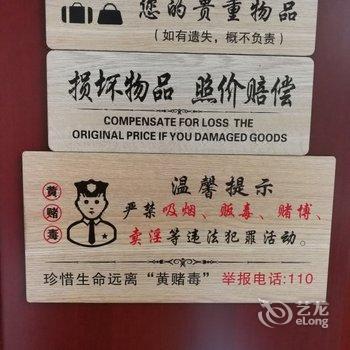 您的贵重物品
（如有遗失，概不负责）
损坏物品 照价赔偿
COMPENSATE FOR LOSS THE
ORIGINAL PRICE IF YOU DAMAGED GOODS
黄
赌
毒
温馨提示
严禁吸烟、贩毒、赌博、
卖淫等违法犯罪活动。
珍惜生命远离“黄赌毒” 举报电话:110
艺龙
eLong